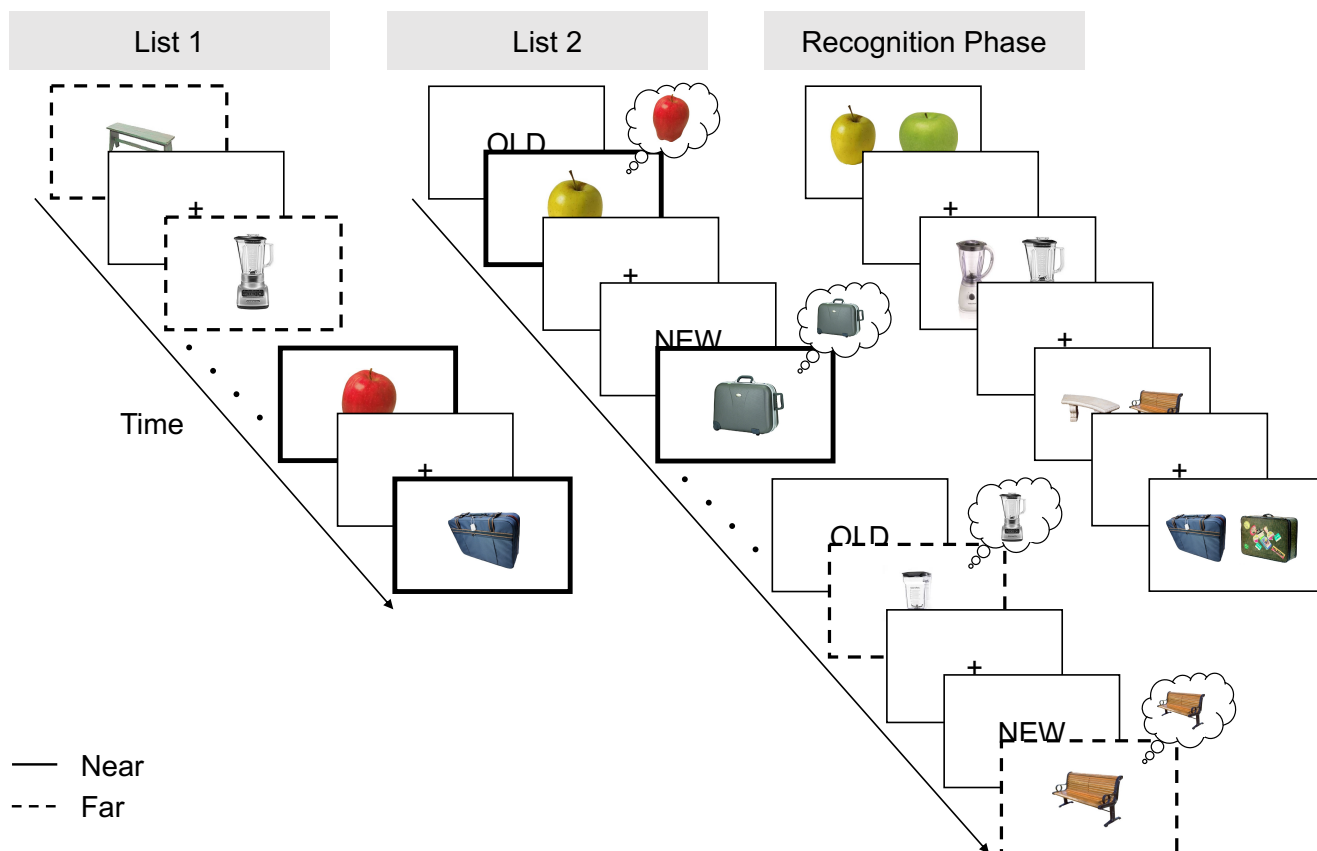 List 1
List 2
Recognition Phase
OLD
+
+
+
+
NEW
+
Time
+
+
OLD
+
NEW
Near
Far